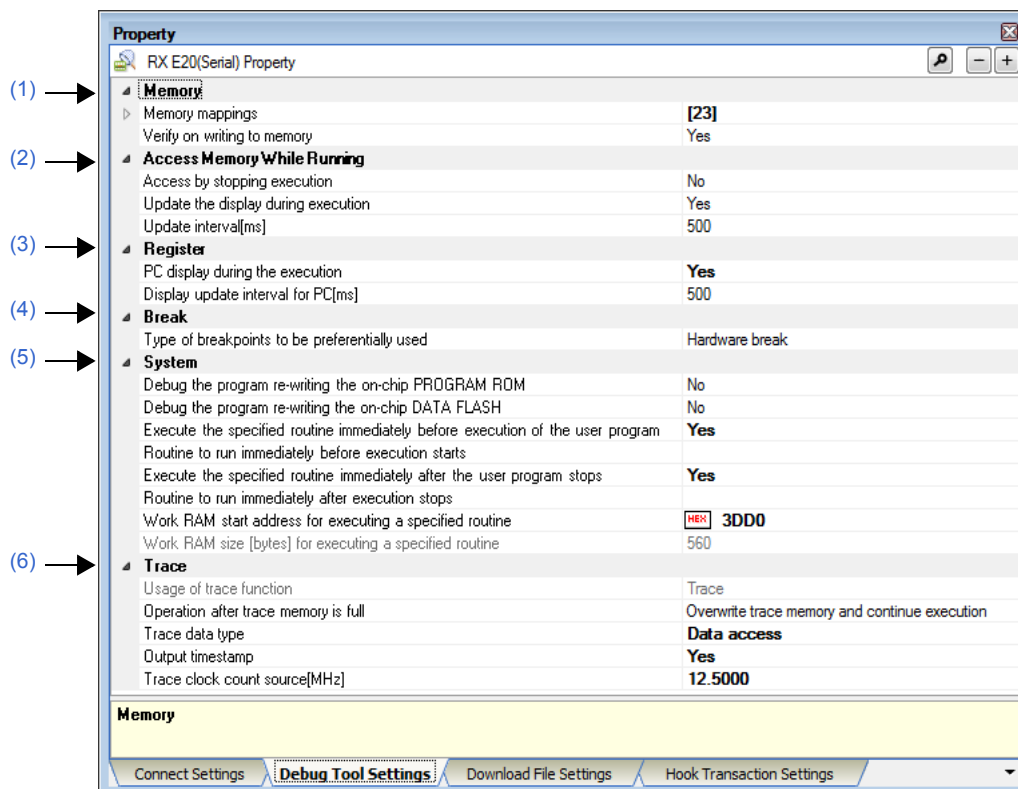 Property
RX E20(Serial) Property
(1) Memory
Memory mappings [23]
Verify on writing to memory Yes
(2) Access Memory While Running
Access by stopping execution No
Update the display during execution Yes
Update interval[ms] 500
(3) Register
PC display during the execution Yes
Display update interval for PC[ms] 500
(4) Break
Type of breakpoints to be preferentially used Hardware break
(5) System
Debug the program re-writing the on-chip PROGRAM ROM No
Debug the program re-writing the on-chip DATA FLASH No
Execute the specified routine immediately before execution of the user program Yes
Routine to run immediately before execution starts
Execute the specified routine immediately after the user program stops Yes
Routine to run immediately after execution stops
Work RAM start address for executing a specified routine HEX 3DD0
Work RAM size [bytes] for executing a specified routine 560
(6) Trace
Usage of trace function Trace
Operation after trace memory is full Overwrite trace memory and continue execution
Trace data type Data access
Output timestamp Yes
Trace clock count source[MHz] 12.5000
Memory
Connect Settings Debug Tool Settings Download File Settings Hook Transaction Settings